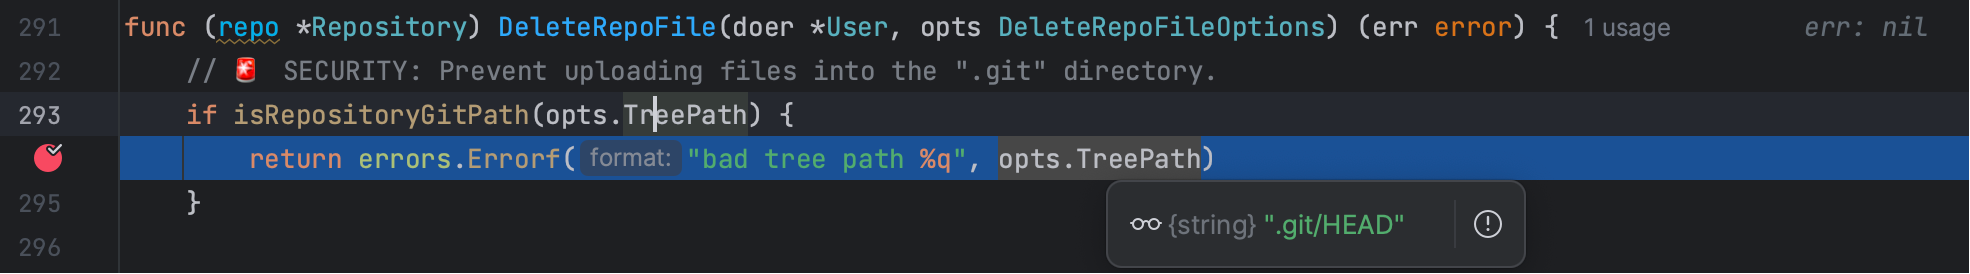 291 func (repo *Repository) DeleteRepoFile(doer *User, opts DeleteRepoFileOptions) (err error) { 1 usage err: nil
292 // 🚨 SECURITY: Prevent uploading files into the ".git" directory.
293 if isRepositoryGitPath(opts.TreePath) {
return errors.Errorf( format: "bad tree path %q", opts.TreePath)
295 }
{string} ".git/HEAD"
296